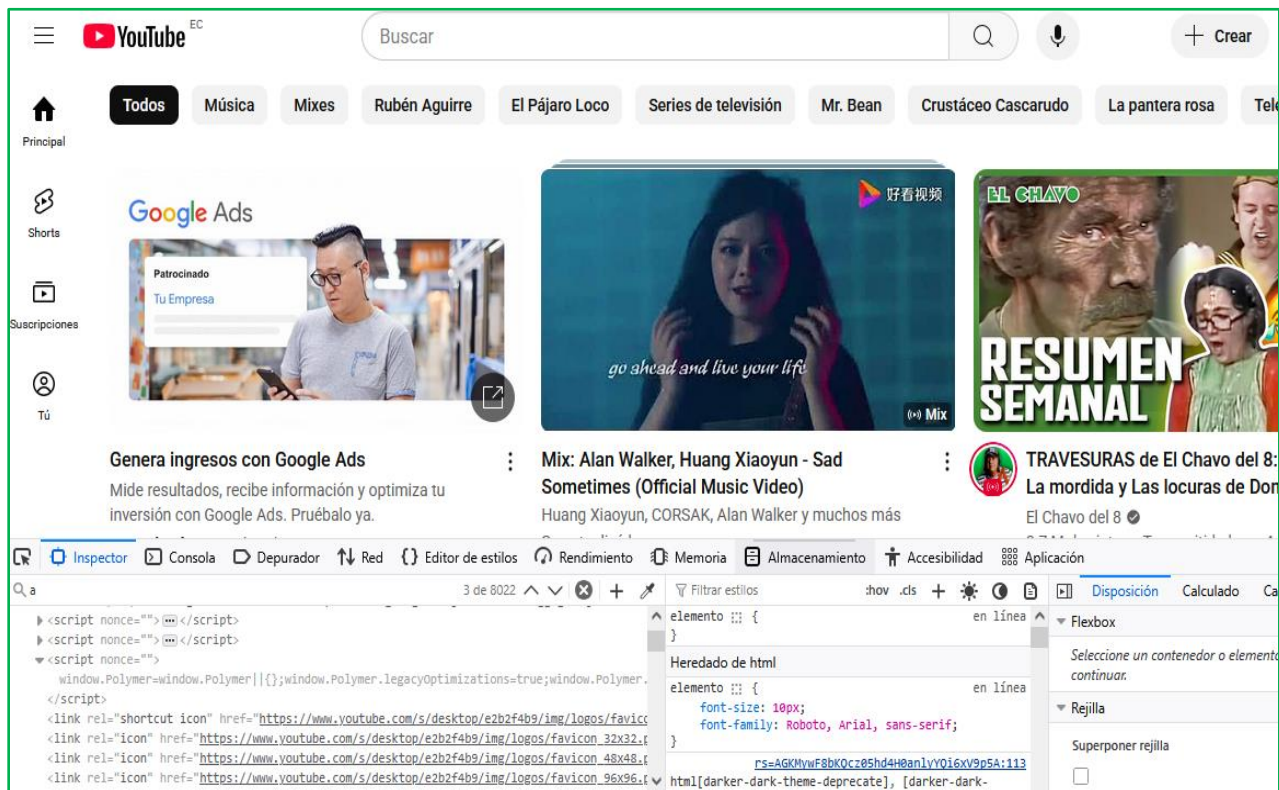 YouTube EC
Buscar
Crear
Todos
Música
Mixes
Rubén Aguirre
El Pájaro Loco
Series de televisión
Mr. Bean
Crustáceo Cascarudo
La pantera rosa
Tele
Principal
Shorts
Suscripciones
Tú
Google Ads
Patrocinado
Tu Empresa
好看视频
go ahead and live your life
Mix
EL CHAVO
RESUMEN
SEMANAL
Genera ingresos con Google Ads
Mide resultados, recibe información y optimiza tu
inversión con Google Ads. Pruébalo ya.
Mix: Alan Walker, Huang Xiaoyun - Sad
Sometimes (Official Music Video)
Huang Xiaoyun, CORSAK, Alan Walker y muchos más
TRAVESURAS de El Chavo del 8:
La mordida y Las locuras de Don
El Chavo del 8
Inspector
Consola
Depurador
Red
Editor de estilos
Rendimiento
Memoria
Almacenamiento
Accesibilidad
Aplicación
a
3 de 8022
Filtrar estilos
:hov .cls
Disposición
Calculado
Ca
<script nonce=""></script>
<script nonce=""></script>
<script nonce="">
window.Polymer=window.Polymer||{};window.Polymer.legacyOptimizations=true;window.Polymer.
</script>
<link rel="shortcut icon" href="https://www.youtube.com/s/desktop/e2b2f4b9/img/logos/favico
<link rel="icon" href="https://www.youtube.com/s/desktop/e2b2f4b9/img/logos/favicon_32x32.p
<link rel="icon" href="https://www.youtube.com/s/desktop/e2b2f4b9/img/logos/favicon_48x48.p
<link rel="icon" href="https://www.youtube.com/s/desktop/e2b2f4b9/img/logos/favicon_96x96.p
elemento { en línea
}
Heredado de html
elemento { en línea
font-size: 10px;
font-family: Roboto, Arial, sans-serif;
}
rs=AGKMywF8bKQcz05hd4H0anlyYQi6xV9p5A:113
html[darker-dark-theme-deprecate], [darker-dark-
Flexbox
Seleccione un contenedor o elemento
continuar.
Rejilla
Superponer rejilla